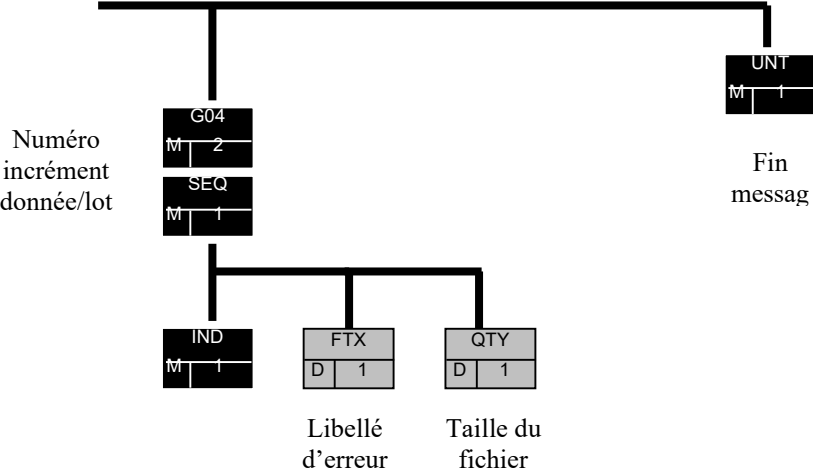 UNT
M 1
G04
M 2
Numéro
incrément
donnée/lot
SEQ
M 1
Fin
messag
IND
M 1
FTX
D 1
QTY
D 1
Libellé
d’erreur
Taille du
fichier